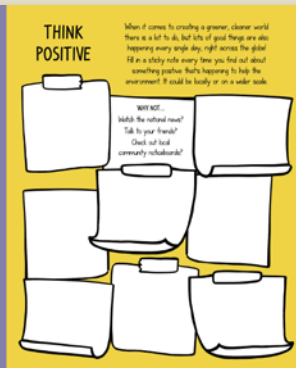 THINK
POSITIVE
When it comes to creating a greener, cleaner world
there is a lot to do, but lots of good things are also
happening every single day, right across the globe!
Fill in a sticky note every time you find out about
something positive that's happening to help the
environment. It could be locally or on a wider scale.
WHY NOT...
Watch the national news?
Talk to your friends?
Check out local
community noticeboards?